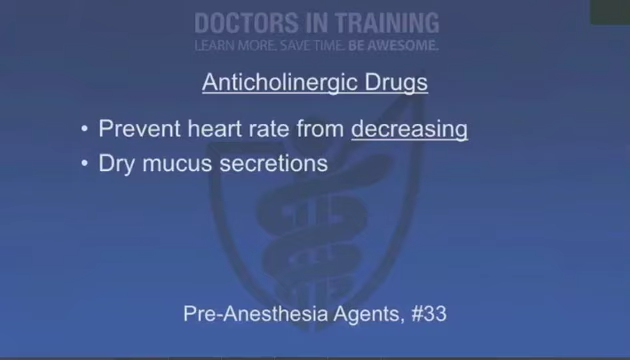 DOCTORS IN TRAINING
LEARN MORE. SAVE TIME. BE AWESOME.
Anticholinergic Drugs
• Prevent heart rate from decreasing
• Dry mucus secretions
Pre-Anesthesia Agents, #33